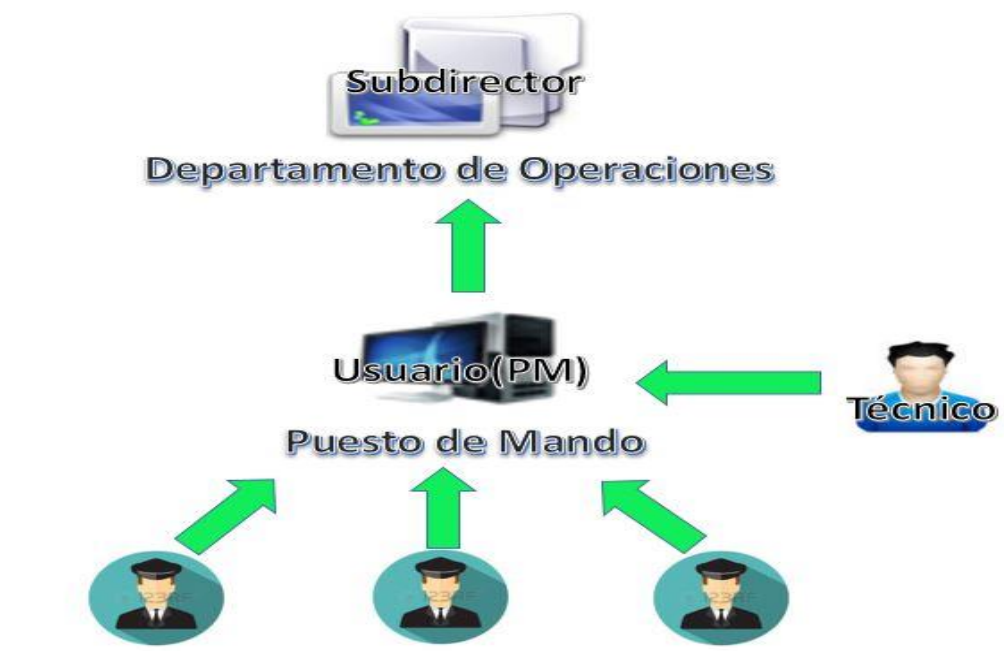 Subdirector
Departamento de Operaciones
Usuario(PM)
Técnico
Puesto de Mando